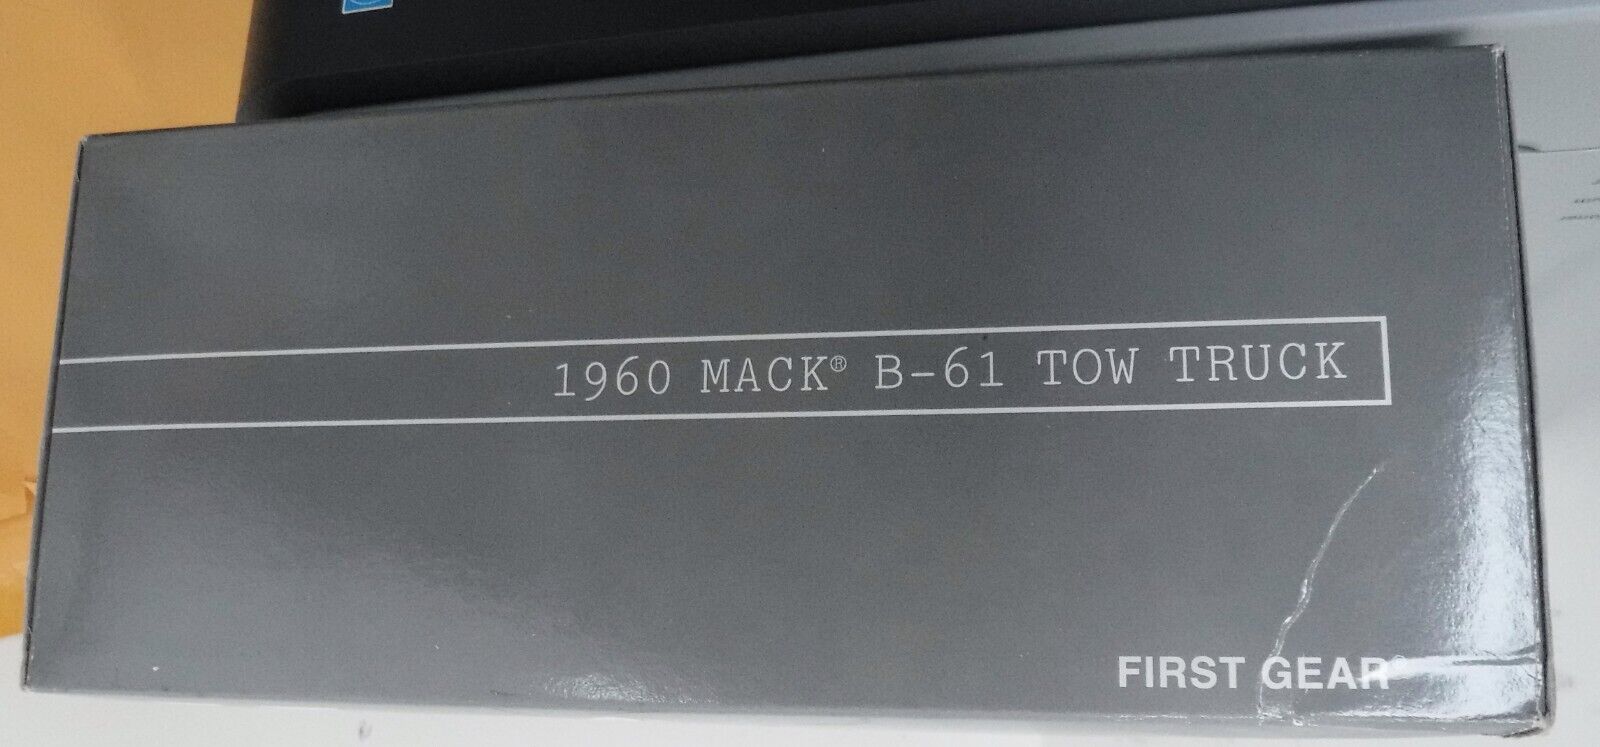 1960 MACK® B-61 TOW TRUCK
FIRST GEAR®